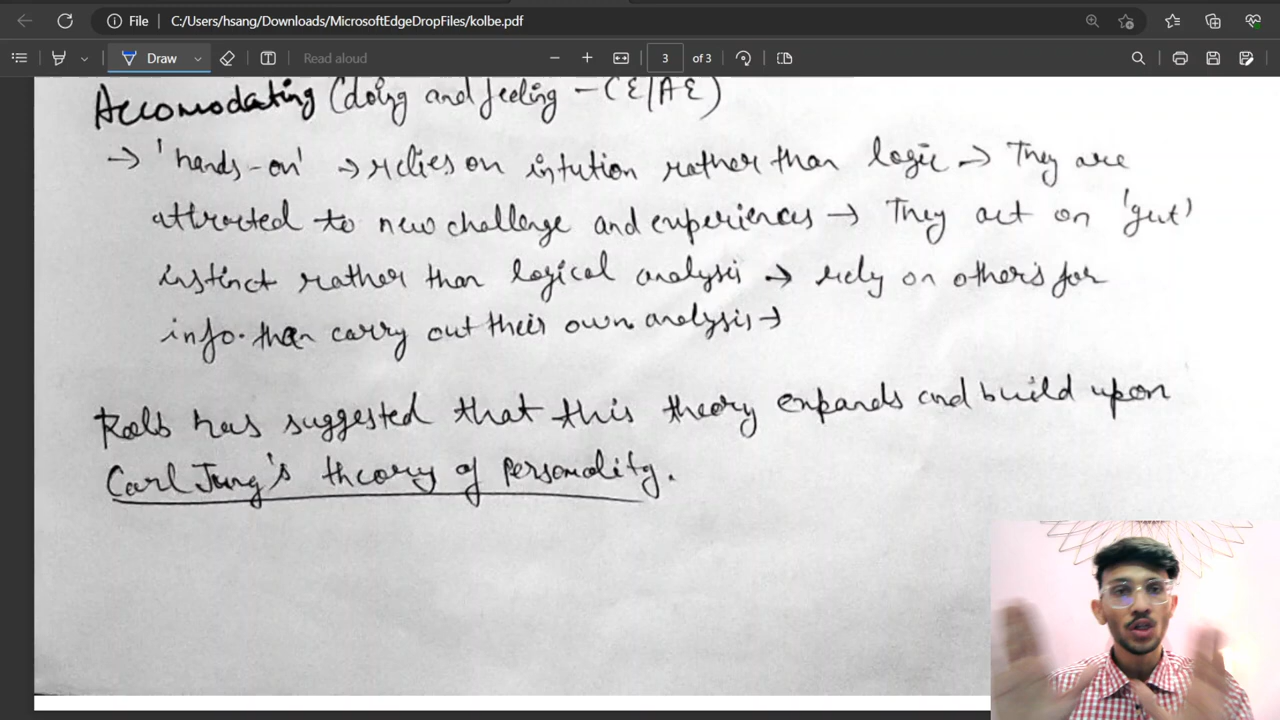 File C:/Users/hsang/Downloads/MicrosoftEdgeDropFiles/kolbe.pdf
Draw Read aloud 3 of 3
Accomodating (doing and feeling - CE/AE)
→ 'hands-on' → relies on intution rather than logic → They are
attracted to new challenge and experiences → They act on 'gut'
instinct rather than logical analysis → rely on others for
info. than carry out their own analysis →
Kolb has suggested that this theory expands and build upon
Carl Jung's theory of personality.